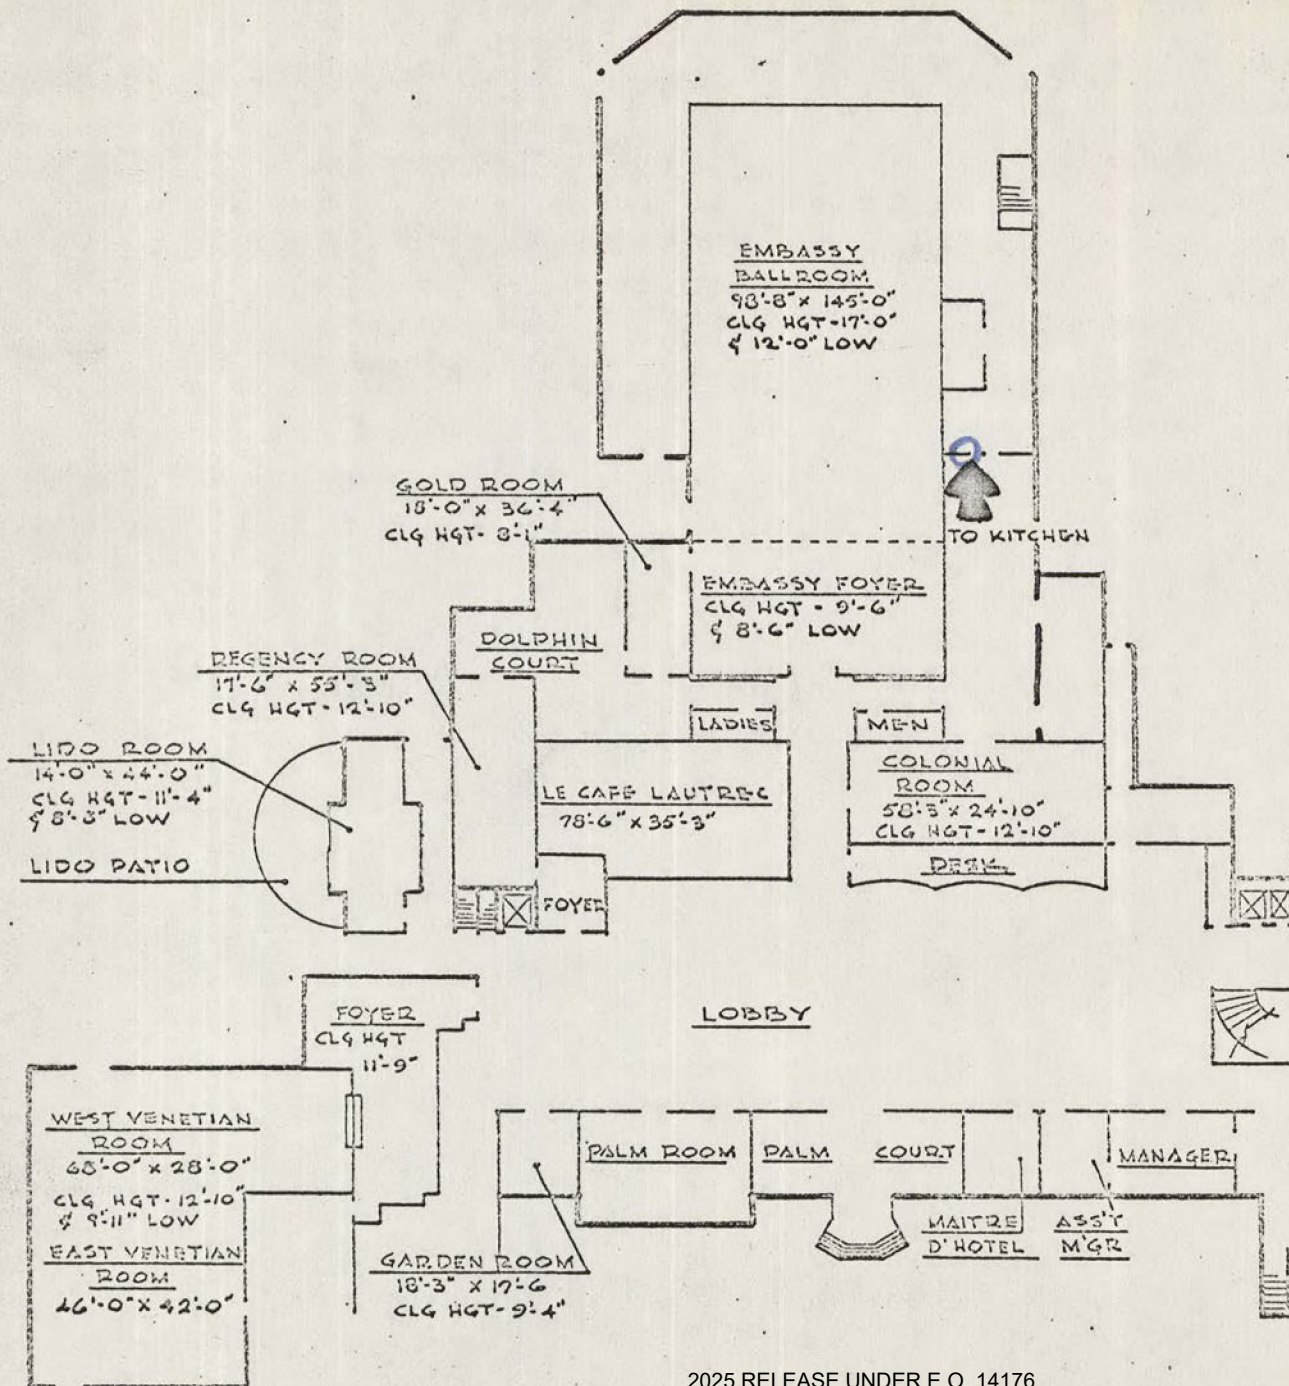 EMBASSY
BALLROOM
98'-8" x 145'-0"
CLG HGT-17'-0"
& 12'-0" LOW
GOLD ROOM
18'-0" x 36'-4"
CLG HGT- 8'-1"
TO KITCHEN
EMBASSY FOYER
CLG HGT - 9'-6"
& 8'-6" LOW
DOLPHIN
COURT
REGENCY ROOM
17'-6" x 55'-3"
CLG HGT-12'-10"
LADIES
MEN
LIDO ROOM
14'-0" x 44'-0"
CLG HGT-11'-4"
& 8'-8" LOW
LE CAFE LAUTREC
78'-6" x 35'-3"
COLONIAL
ROOM
58'-3" x 24'-10"
CLG HGT-12'-10"
LIDO PATIO
DESK
FOYER
FOYER
CLG HGT
11'-9"
LOBBY
WEST VENETIAN
ROOM
68'-0" x 28'-0"
CLG HGT-12'-10"
& 9'-11" LOW
EAST VENETIAN
ROOM
46'-0" x 42'-0"
PALM ROOM
PALM COURT
MANAGER
MAITRE
D'HOTEL
ASS'T
M'GR
GARDEN ROOM
18'-3" x 17'-6
CLG HGT-9'-4"
2025 RELEASE UNDER E.O. 14176